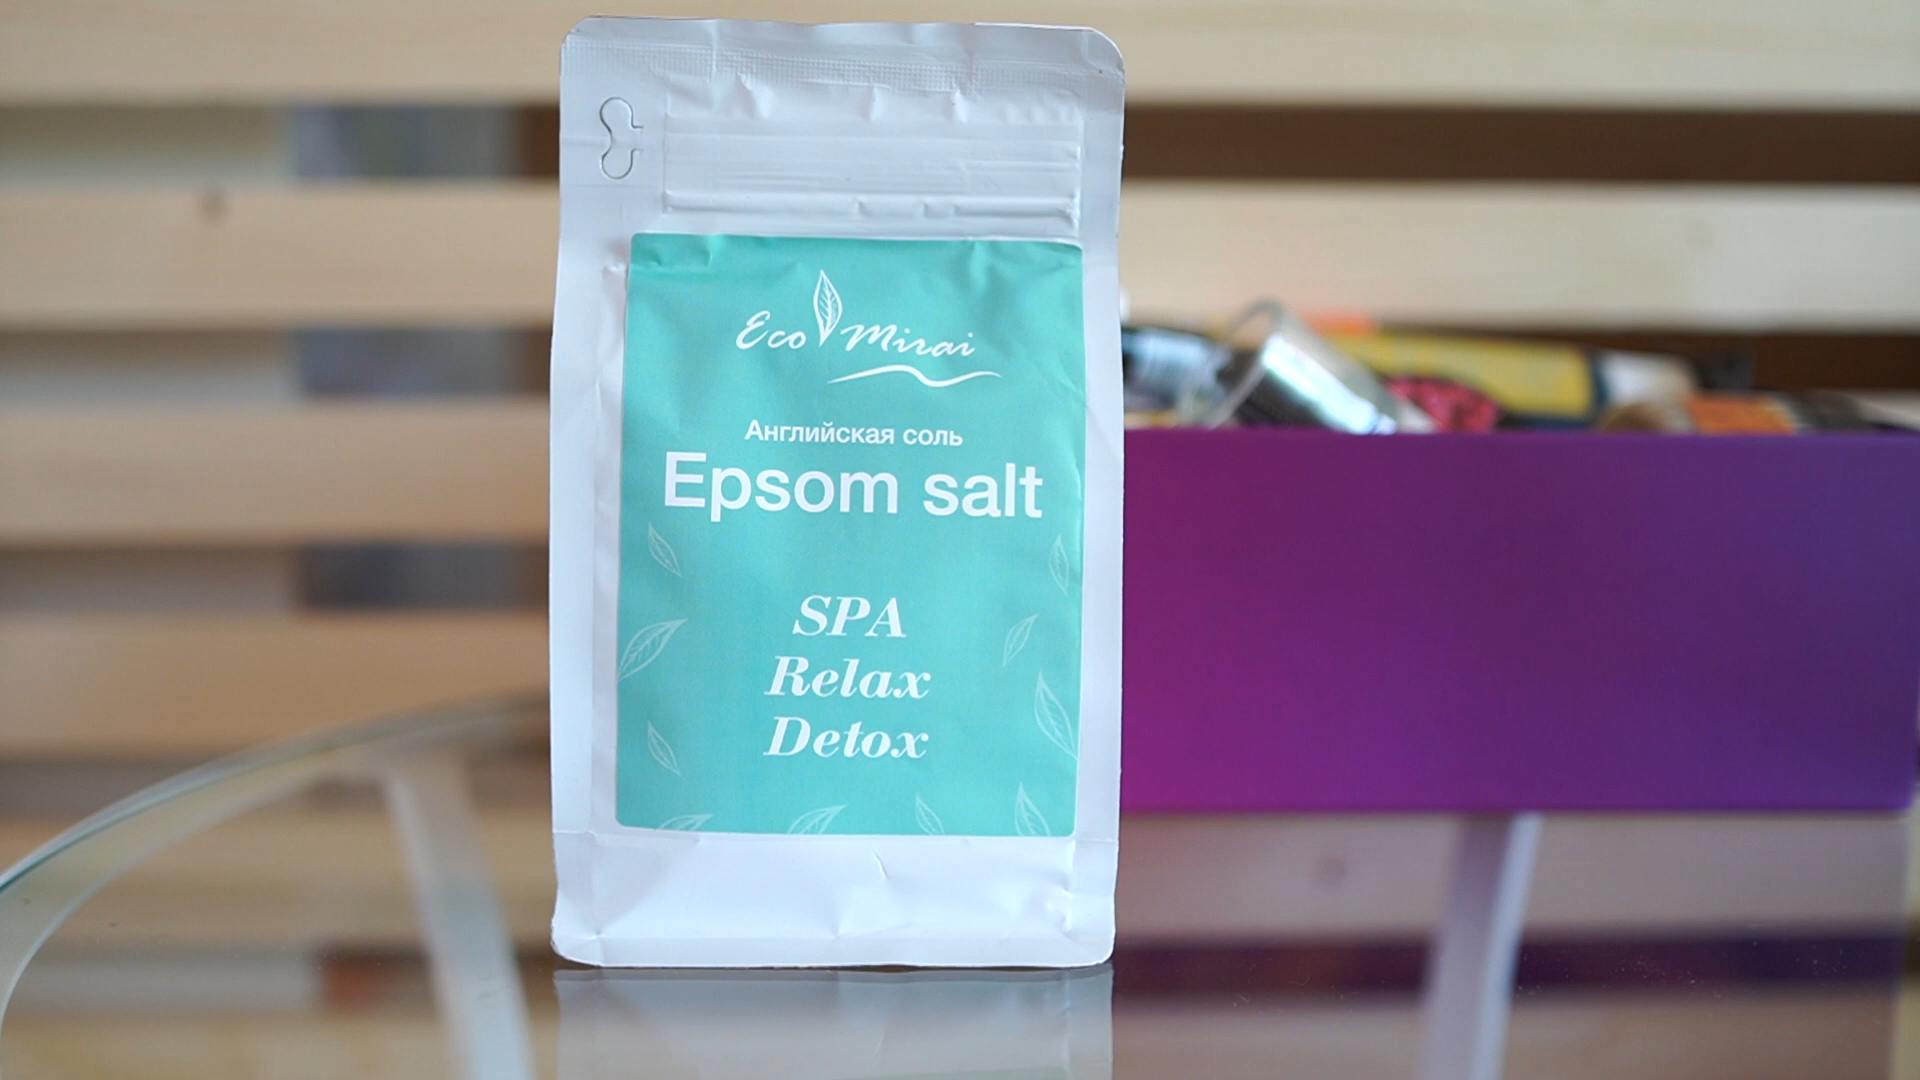 Eco Mirai
Английская соль
Epsom salt
SPA
Relax
Detox